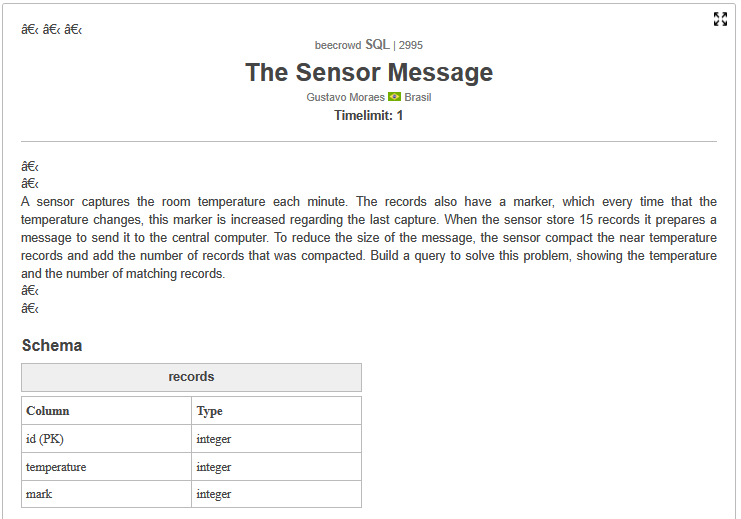 â€‹ â€‹ â€‹
beecrowd SQL | 2995
The Sensor Message
Gustavo Moraes Brasil
Timelimit: 1
â€‹
â€‹
A sensor captures the room temperature each minute. The records also have a marker, which every time that the
temperature changes, this marker is increased regarding the last capture. When the sensor store 15 records it prepares a
message to send it to the central computer. To reduce the size of the message, the sensor compact the near temperature
records and add the number of records that was compacted. Build a query to solve this problem, showing the temperature
and the number of matching records.
â€‹
â€‹
Schema
records
Column Type
id (PK) integer
temperature integer
mark integer